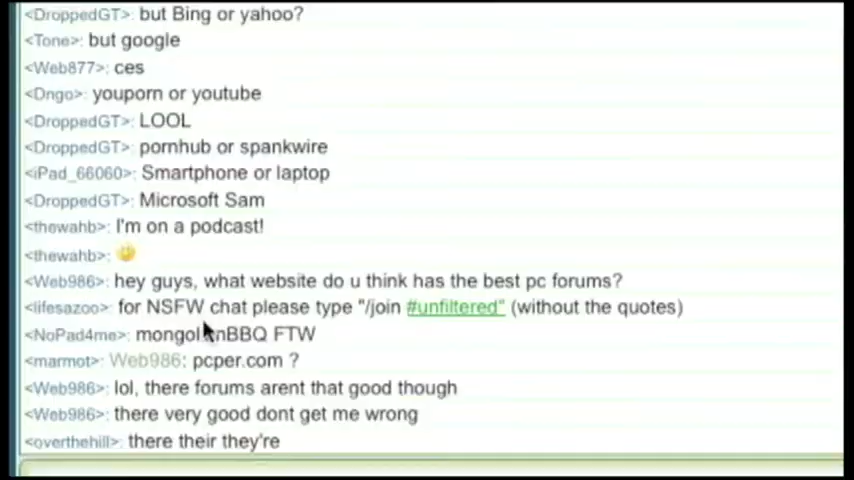 <DroppedGT>: but Bing or yahoo?
<Tone>: but google
<Web877>: ces
<Dngo>: youporn or youtube
<DroppedGT>: LOOL
<DroppedGT>: pornhub or spankwire
<iPad_66060>: Smartphone or laptop
<DroppedGT>: Microsoft Sam
<thewahb>: I'm on a podcast!
<thewahb>:
<Web986>: hey guys, what website do u think has the best pc forums?
<lifesazoo>: for NSFW chat please type "/join #unfiltered" (without the quotes)
<NoPad4me>: FTW
<marmot>: Web986: pcper.com ?
<Web986>: lol, there forums arent that good though
<Web986>: there very good dont get me wrong
<overthehill>: there their they're